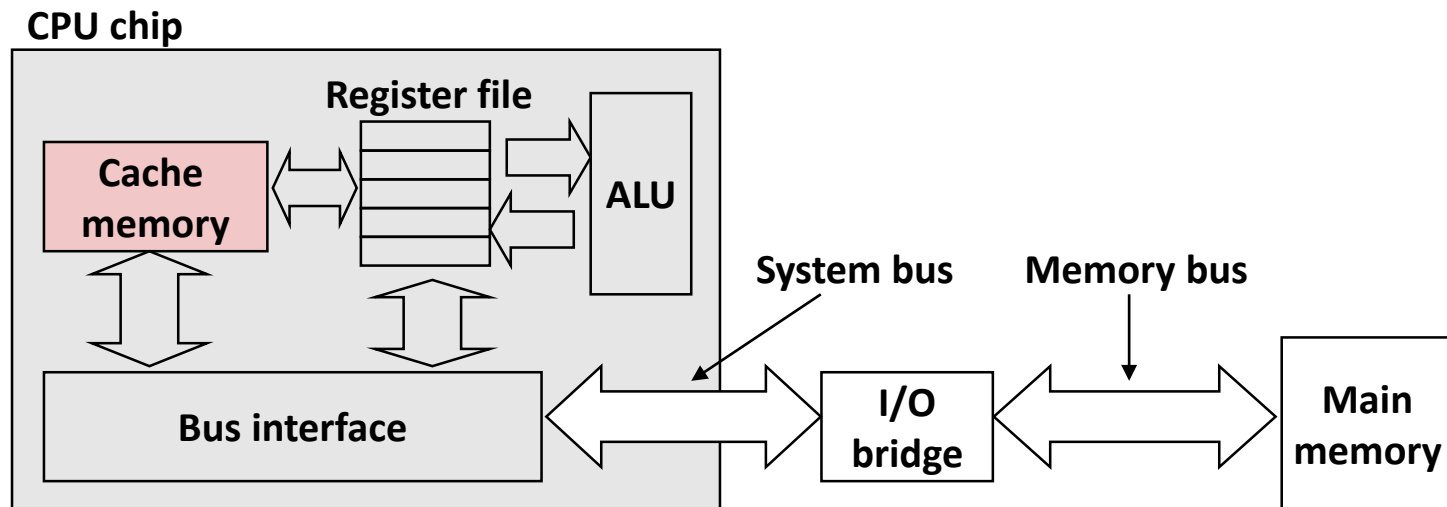 CPU chip
Register file
Cache
memory
ALU
System bus
Memory bus
Bus interface
I/O
bridge
Main
memory